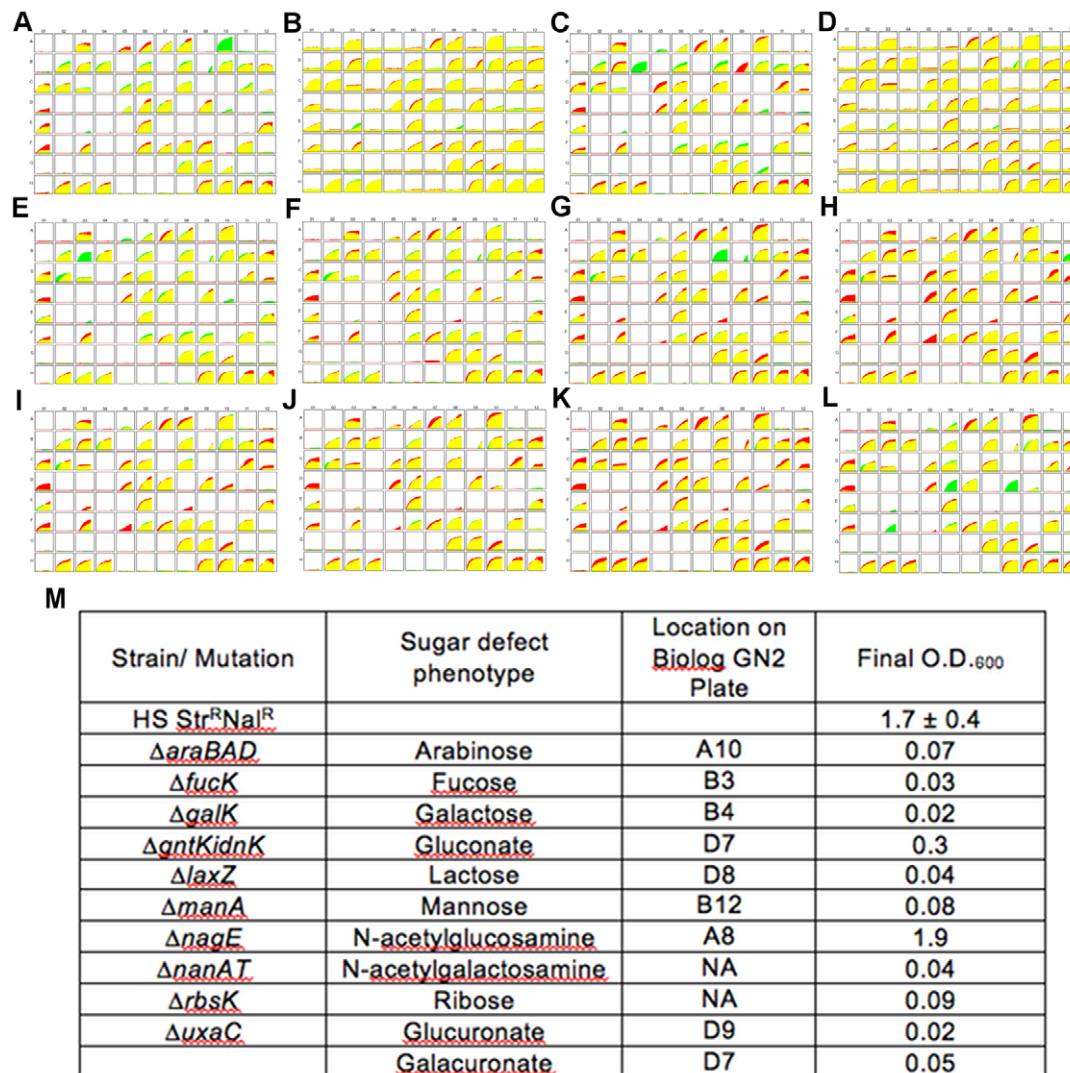 A B C D
E F G H
I J K L
M
Strain/ Mutation Sugar defect phenotype Location on Biolog GN2 Plate Final O.D.600
HS StrRNalR 1.7 ± 0.4
ΔaraBAD Arabinose A10 0.07
ΔfucK Fucose B3 0.03
ΔgalK Galactose B4 0.02
ΔgntKidnK Gluconate D7 0.3
ΔlaxZ Lactose D8 0.04
ΔmanA Mannose B12 0.08
ΔnagE N-acetylglucosamine A8 1.9
ΔnanAT N-acetylgalactosamine NA 0.04
ΔrbsK Ribose NA 0.09
ΔuxaC Glucuronate D9 0.02
Galacuronate D7 0.05